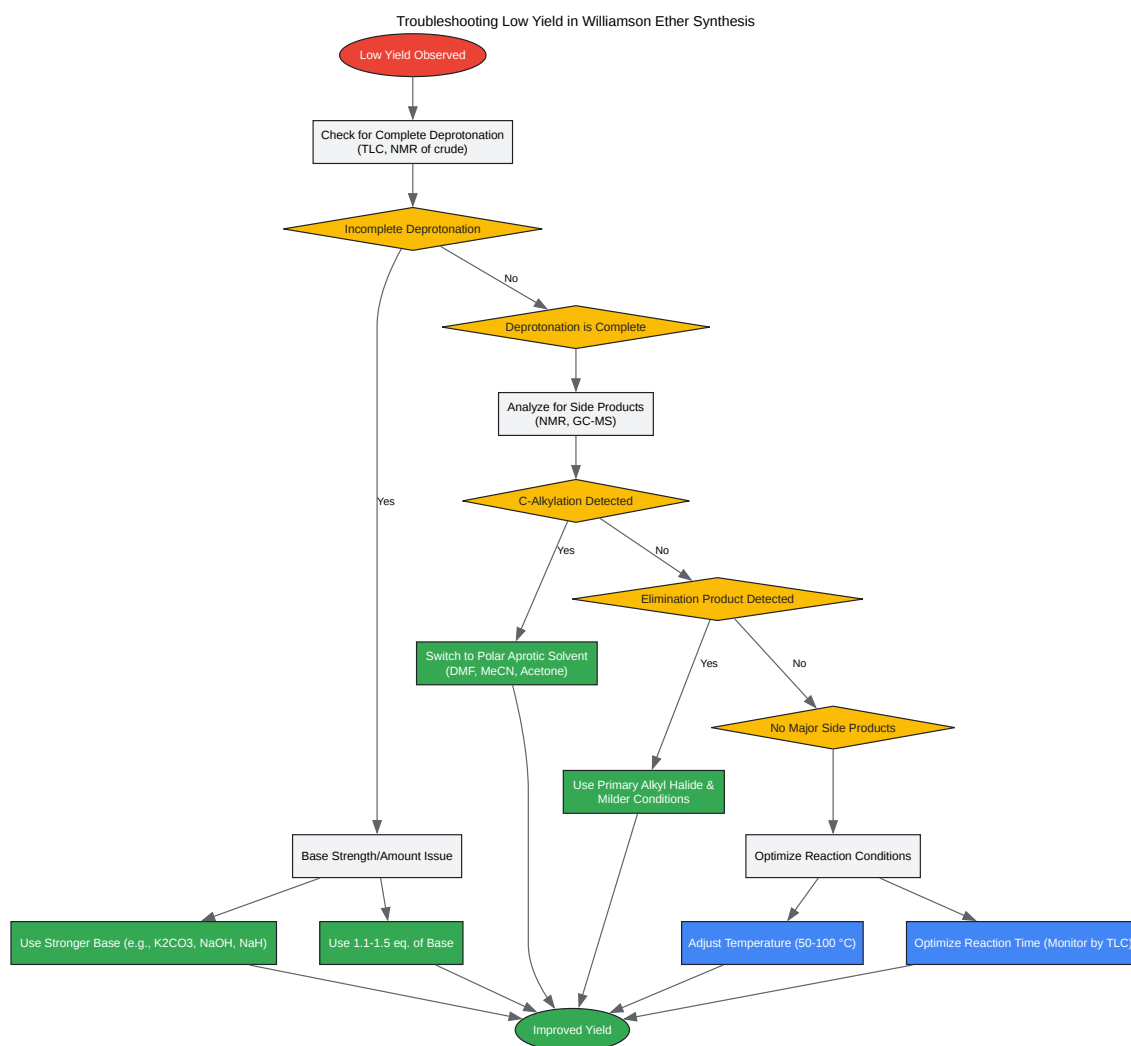 Troubleshooting Low Yield in Williamson Ether Synthesis
Low Yield Observed
Check for Complete Deprotonation
(TLC, NMR of crude)
Incomplete Deprotonation
No
Deprotonation is Complete
Analyze for Side Products
(NMR, GC-MS)
C-Alkylation Detected
Yes
Yes
No
Elimination Product Detected
Switch to Polar Aprotic Solvent
(DMF, MeCN, Acetone)
Yes
No
No Major Side Products
Use Primary Alkyl Halide &
Milder Conditions
Base Strength/Amount Issue
Optimize Reaction Conditions
Use Stronger Base (e.g., K2CO3, NaOH, NaH)
Use 1.1-1.5 eq. of Base
Adjust Temperature (50-100 °C)
Optimize Reaction Time (Monitor by TLC)
Improved Yield